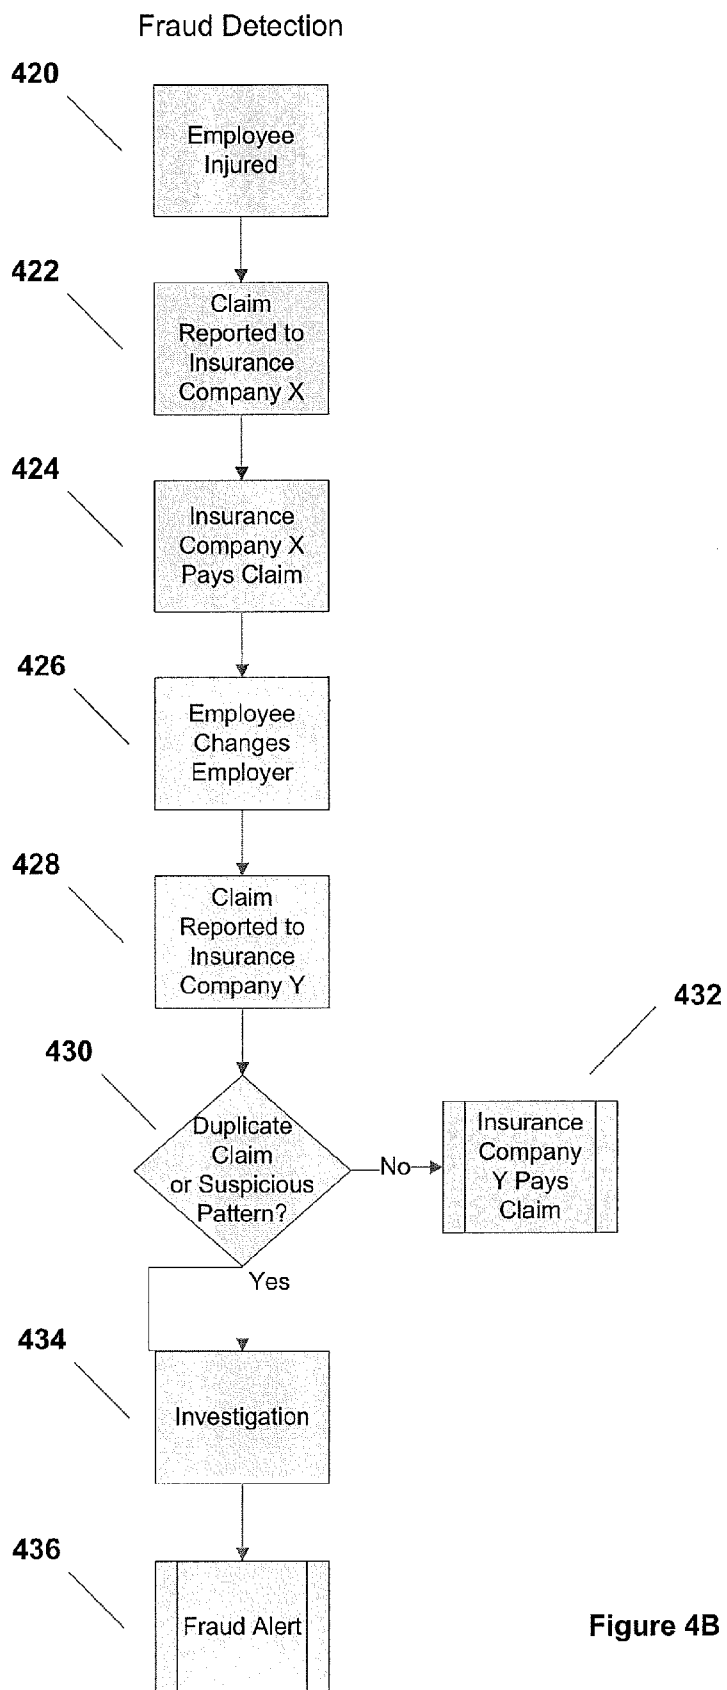 Fraud Detection
420
Employee
Injured
422
Claim
Reported to
Insurance
Company X
424
Insurance
Company X
Pays Claim
426
Employee
Changes
Employer
428
Claim
Reported to
Insurance
Company Y
430
Duplicate
Claim
or Suspicious
Pattern?
No
432
Insurance
Company
Y Pays
Claim
Yes
434
Investigation
436
Fraud Alert
Figure 4B